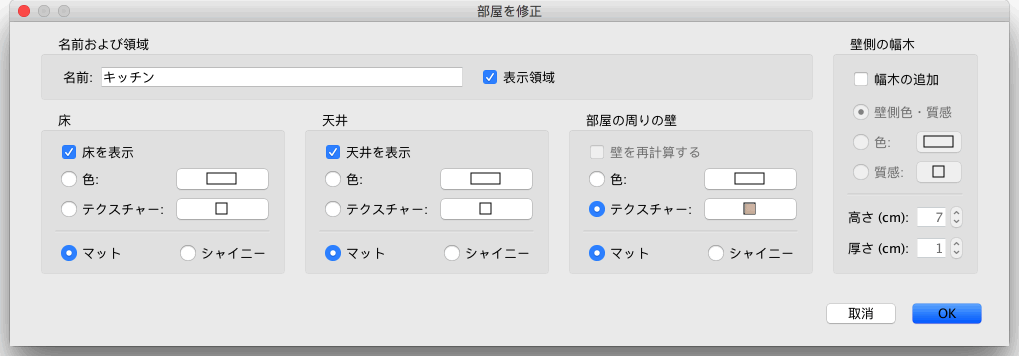 部屋を修正
名前および領域
名前: キッチン
表示領域
床
床を表示
色:
テクスチャー:
マット
シャイニー
天井
天井を表示
色:
テクスチャー:
マット
シャイニー
部屋の周りの壁
壁を再計算する
色:
テクスチャー:
マット
シャイニー
壁側の幅木
幅木の追加
壁側色・質感
色:
質感:
高さ (cm): 7
厚さ (cm): 1
取消
OK